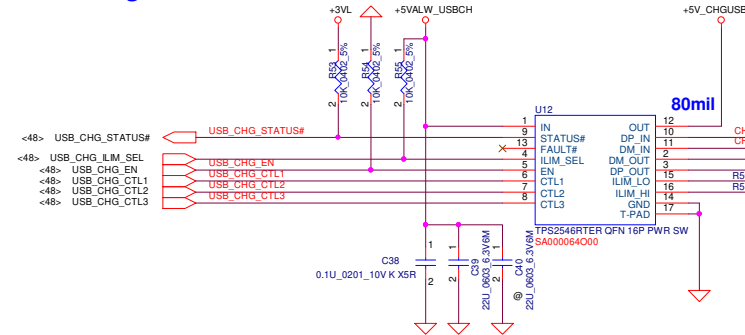 +3VL
+5VALW_USBCH
+5V_CHGUSB
1
R53
10K_0402_5%
2
1
R54
10K_0402_5%
2
1
R55
10K_0402_5%
2
80mil
U12
<48> USB_CHG_STATUS# USB_CHG_STATUS#
<48> USB_CHG_ILIM_SEL
<48> USB_CHG_EN USB_CHG_EN
<48> USB_CHG_CTL1 USB_CHG_CTL1
<48> USB_CHG_CTL2 USB_CHG_CTL2
<48> USB_CHG_CTL3 USB_CHG_CTL3
1 IN OUT 12
9 STATUS# DP_IN 10 CH
13 FAULT# DM_IN 11 CH
4 ILIM_SEL DM_OUT 2
5 EN DP_OUT 3
6 CTL1 ILIM_LO 15 R5
7 CTL2 ILIM_HI 16 R5
8 CTL3 GND 14
T-PAD 17
TPS2546RTER QFN 16P PWR SW
SA000064O00
1
C38
0.1U_0201_10V K X5R
2
1
C39
22U_0603_6.3V6M
2
1
C40
22U_0603_6.3V6M
2
@